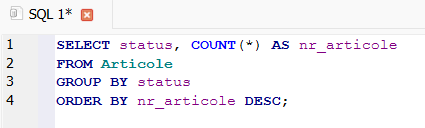 SQL 1*
1 SELECT status, COUNT(*) AS nr_articole
2 FROM Articole
3 GROUP BY status
4 ORDER BY nr_articole DESC;